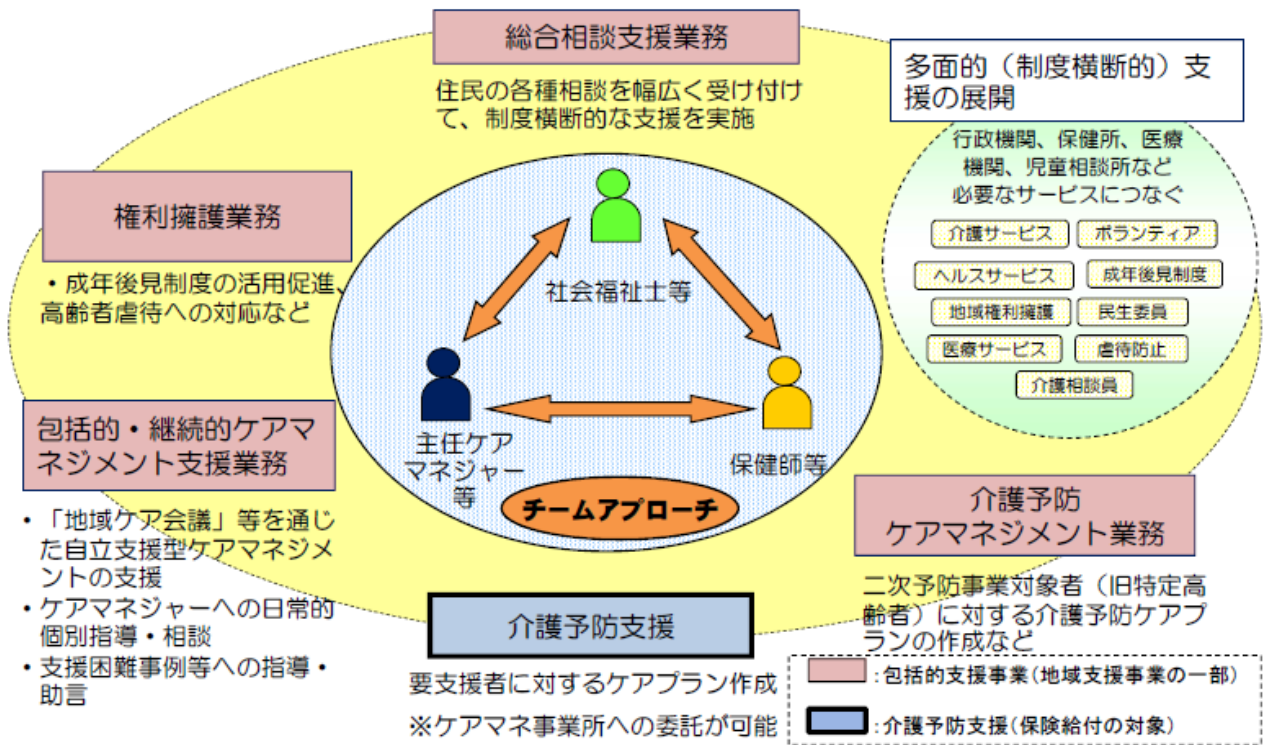 総合相談支援業務
住民の各種相談を幅広く受け付け
て、制度横断的な支援を実施
多面的（制度横断的）支
援の展開
行政機関、保健所、医療
機関、児童相談所など
必要なサービスにつなぐ
介護サービス
ボランティア
ヘルスサービス
成年後見制度
地域権利擁護
民生委員
医療サービス
虐待防止
介護相談員
権利擁護業務
・成年後見制度の活用促進、
高齢者虐待への対応など
社会福祉士等
主任ケア
マネジャー
等
保健師等
チームアプローチ
包括的・継続的ケアマ
ネジメント支援業務
・「地域ケア会議」等を通じ
た自立支援型ケアマネジメ
ントの支援
・ケアマネジャーへの日常的
個別指導・相談
・支援困難事例等への指導・
助言
介護予防
ケアマネジメント業務
二次予防事業対象者（旧特定高
齢者）に対する介護予防ケアプ
ランの作成など
介護予防支援
要支援者に対するケアプラン作成
※ケアマネ事業所への委託が可能
：包括的支援事業（地域支援事業の一部）
：介護予防支援（保険給付の対象）